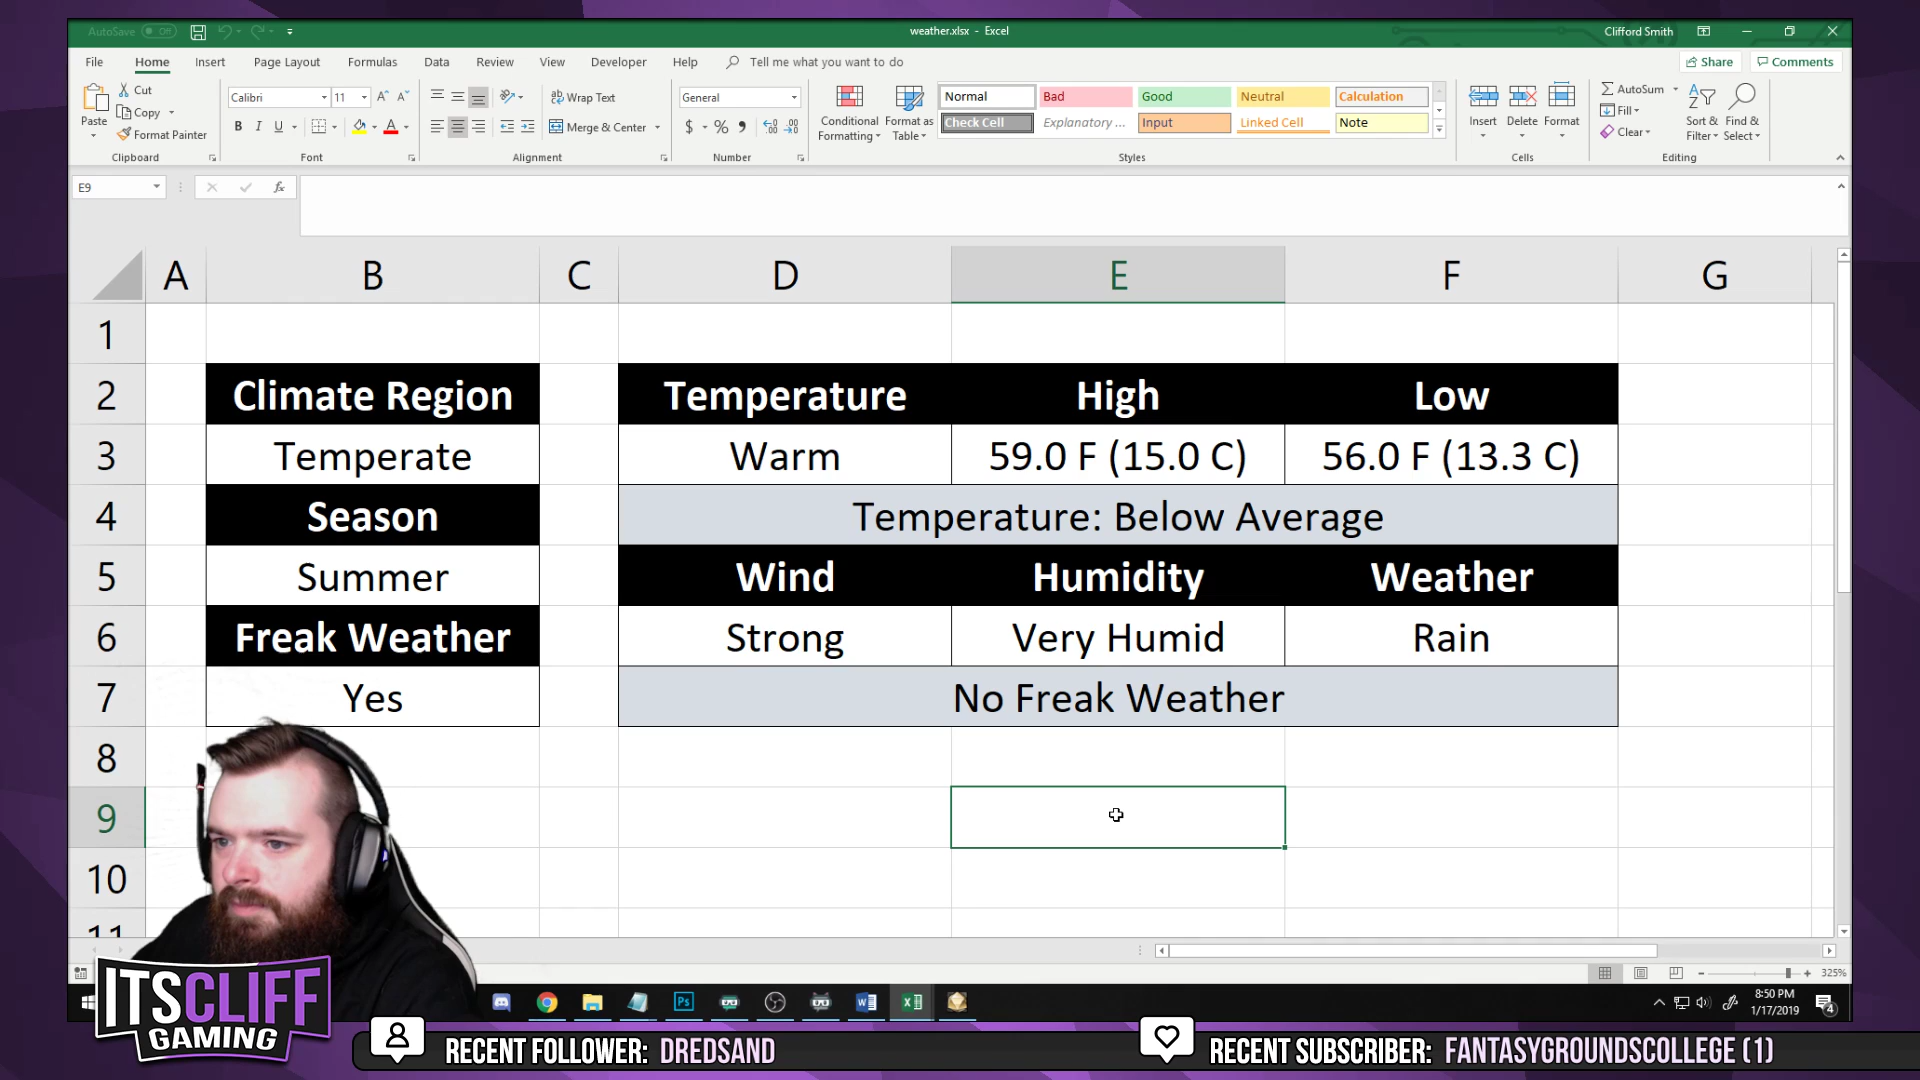 AutoSave Off
weather.xlsx - Excel
Clifford Smith
File Home Insert Page Layout Formulas Data Review View Developer Help Tell me what you want to do
Share Comments
Paste
Cut
Copy
Format Painter
Clipboard
Calibri 11
B I U
Font
Wrap Text
Merge & Center
Alignment
General
$ % ,
Number
Conditional Formatting
Format as Table
Normal Bad Good Neutral Calculation
Check Cell Explanatory ... Input Linked Cell Note
Styles
Insert Delete Format
Cells
AutoSum
Fill
Clear
Sort & Filter
Find & Select
Editing
E9
fx
A B C D E F G
1
2 Climate Region Temperature High Low
3 Temperate Warm 59.0 F (15.0 C) 56.0 F (13.3 C)
4 Season Temperature: Below Average
5 Summer Wind Humidity Weather
6 Freak Weather Strong Very Humid Rain
7 Yes No Freak Weather
8
9
10
11
325%
8:50 PM
1/17/2019
4
ITSCLIFF
GAMING
RECENT FOLLOWER: DREDSAND
RECENT SUBSCRIBER: FANTASYGROUNDSCOLLEGE (1)